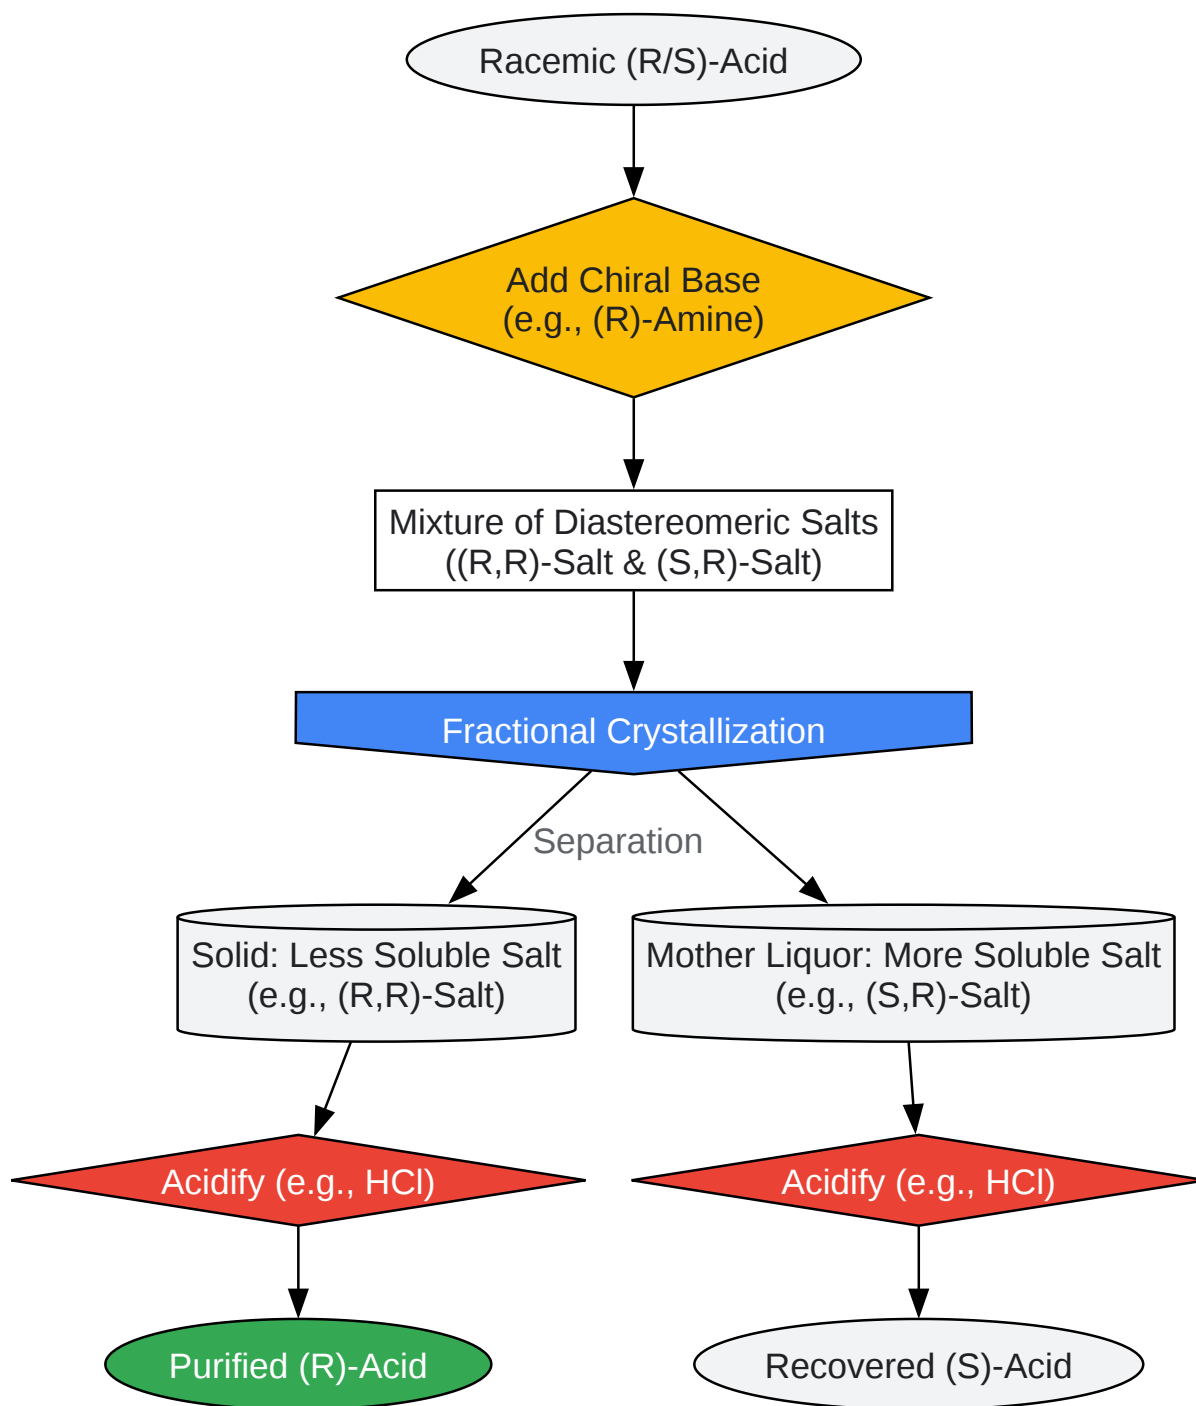 Racemic (R/S)-Acid
Add Chiral Base
(e.g., (R)-Amine)
Mixture of Diastereomeric Salts
((R,R)-Salt & (S,R)-Salt)
Fractional Crystallization
Separation
Solid: Less Soluble Salt
(e.g., (R,R)-Salt)
Mother Liquor: More Soluble Salt
(e.g., (S,R)-Salt)
Acidify (e.g., HCl)
Acidify (e.g., HCl)
Purified (R)-Acid
Recovered (S)-Acid